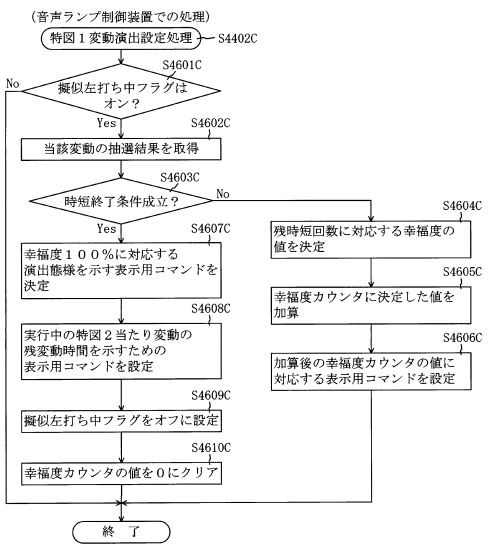 (音声ランプ制御装置での処理)
特図1変動演出設定処理
S4402C
S4601C
No
擬似左打ち中フラグは
オン?
Yes
S4602C
当該変動の抽選結果を取得
S4603C
時短終了条件成立?
No
Yes
S4604C
残時短回数に対応する幸福度の
値を決定
S4605C
幸福度カウンタに決定した値を
加算
S4606C
加算後の幸福度カウンタの値に
対応する表示用コマンドを設定
S4607C
幸福度100%に対応する
演出態様を示す表示用コマンドを
決定
S4608C
実行中の特図2当たり変動の
残変動時間を示すための
表示用コマンドを設定
S4609C
擬似左打ち中フラグをオフに設定
S4610C
幸福度カウンタの値を0にクリア
終 了